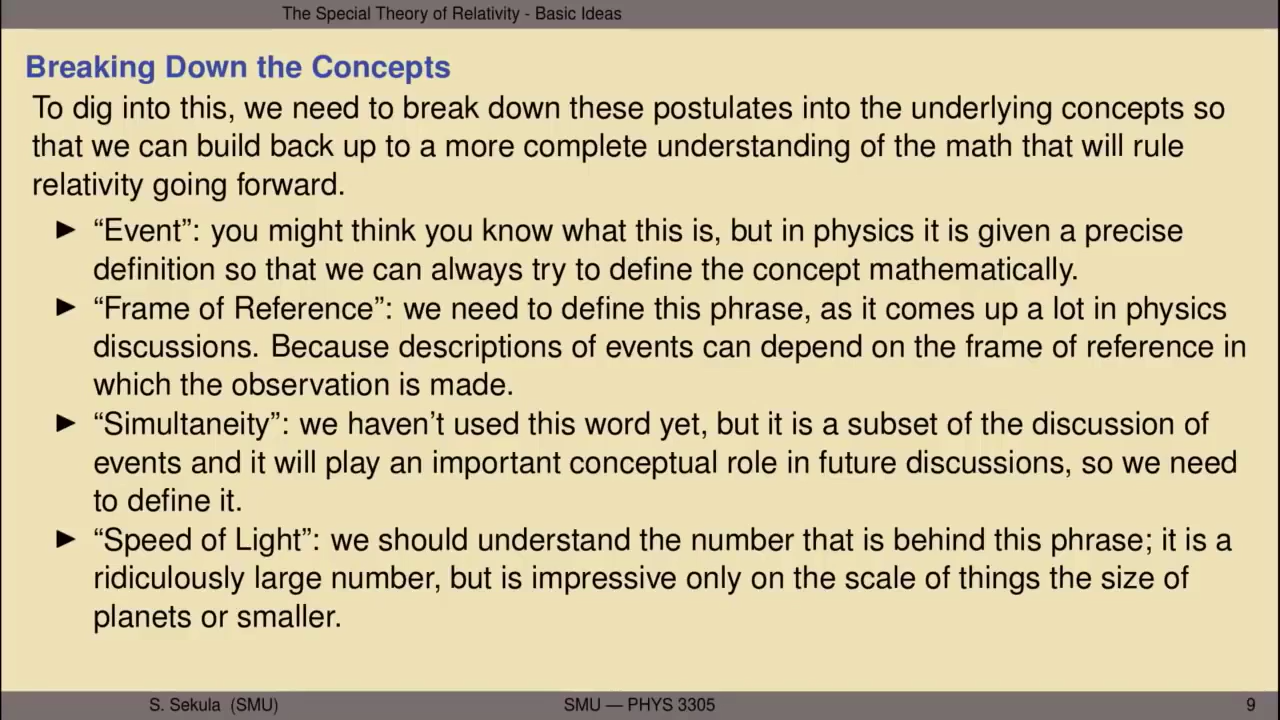 The Special Theory of Relativity - Basic Ideas
Breaking Down the Concepts
To dig into this, we need to break down these postulates into the underlying concepts so
that we can build back up to a more complete understanding of the math that will rule
relativity going forward.
▶ “Event”: you might think you know what this is, but in physics it is given a precise
definition so that we can always try to define the concept mathematically.
▶ “Frame of Reference”: we need to define this phrase, as it comes up a lot in physics
discussions. Because descriptions of events can depend on the frame of reference in
which the observation is made.
▶ “Simultaneity”: we haven’t used this word yet, but it is a subset of the discussion of
events and it will play an important conceptual role in future discussions, so we need
to define it.
▶ “Speed of Light”: we should understand the number that is behind this phrase; it is a
ridiculously large number, but is impressive only on the scale of things the size of
planets or smaller.
S. Sekula (SMU) SMU — PHYS 3305 9